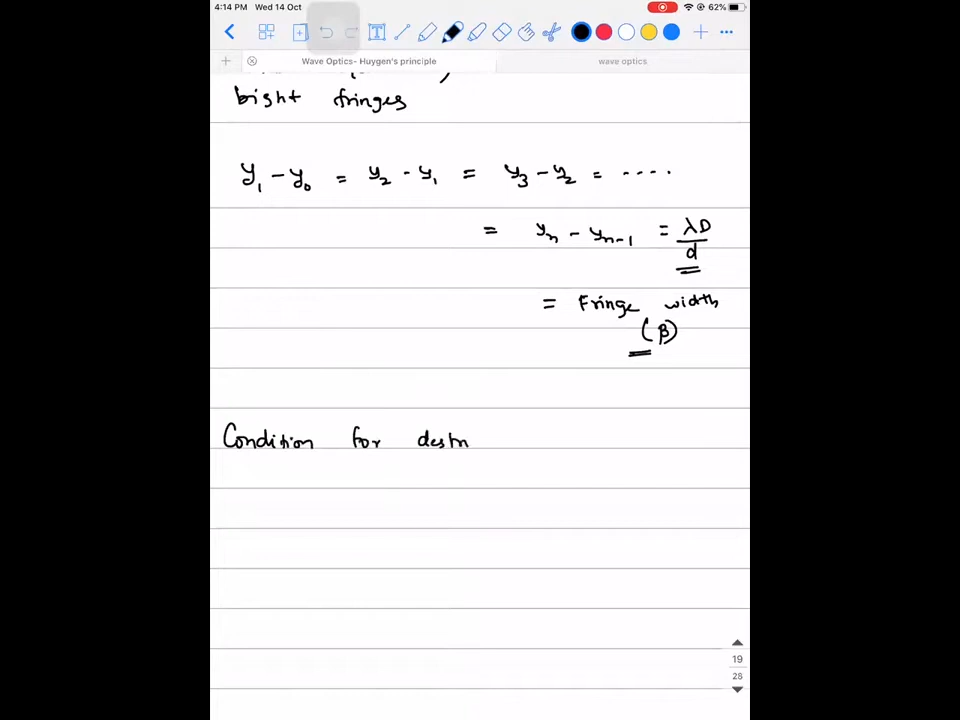 4:14 PM Wed 14 Oct
62%
Wave Optics- Huygen's principle
wave optics
bright fringes
y₁ - y₀ = y₂ - y₁ = y₃ - y₂ = ....
= yₙ - yₙ₋₁ = λD/d
= Fringe width
(β)
Condition for destn
19
28